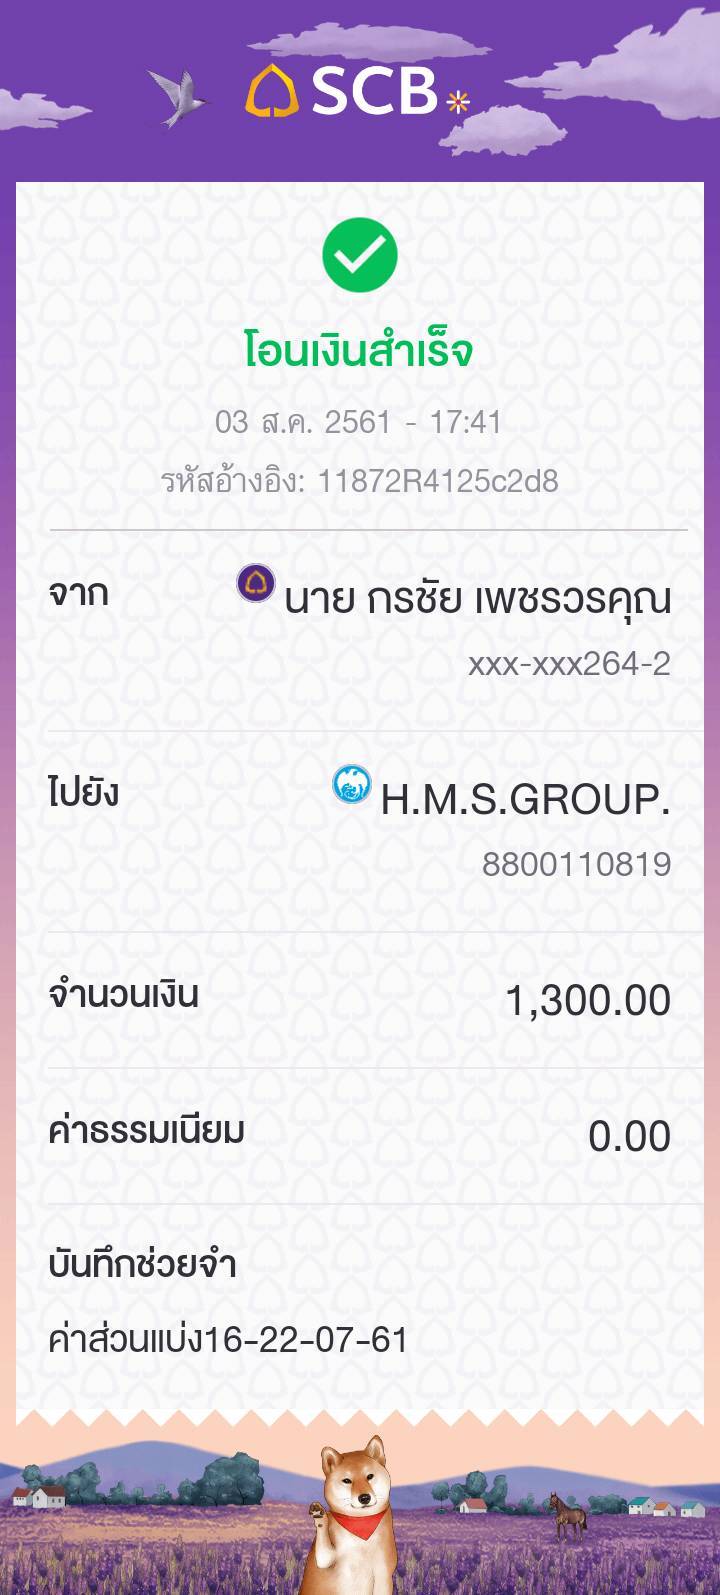 SCB
โอนเงินสำเร็จ
03 ส.ค. 2561 - 17:41
รหัสอ้างอิง: 11872R4125c2d8
จาก
นาย กรชัย เพชรวรคุณ
xxx-xxx264-2
ไปยัง
H.M.S.GROUP.
8800110819
จำนวนเงิน 1,300.00
ค่าธรรมเนียม 0.00
บันทึกช่วยจำ
ค่าส่วนแบ่ง16-22-07-61